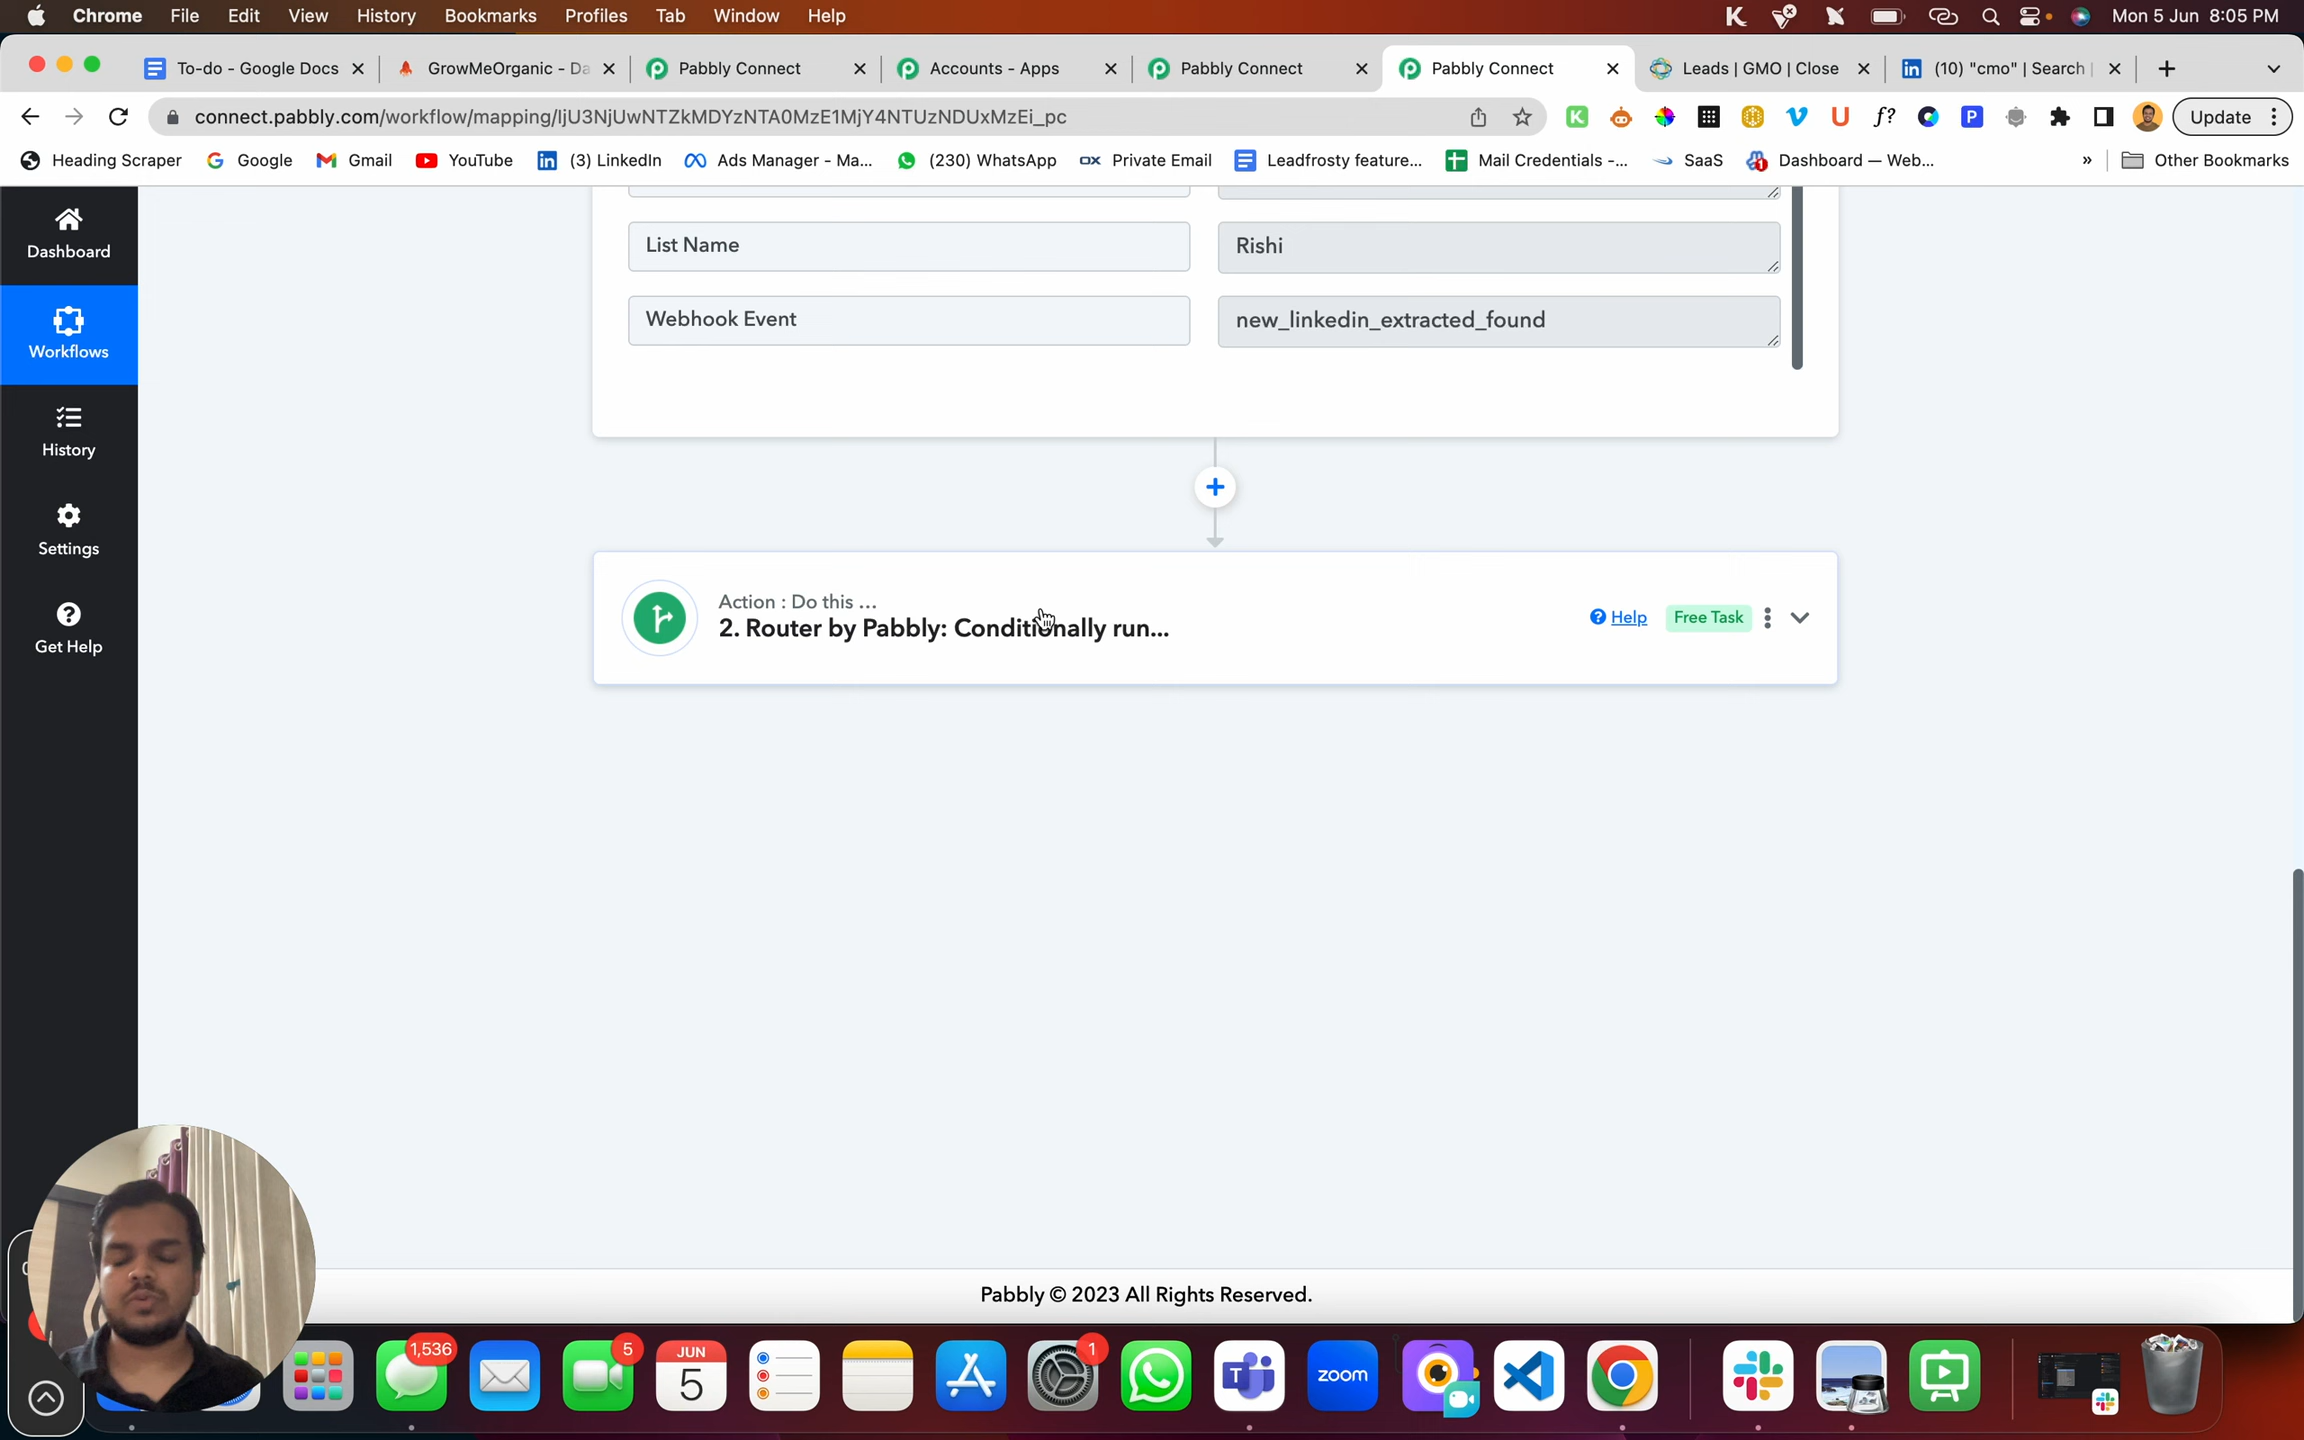 Chrome File Edit View History Bookmarks Profiles Tab Window Help Mon 5 Jun 8:05 PM
To-do - Google Docs GrowMeOrganic - Da Pabbly Connect Accounts - Apps Pabbly Connect Pabbly Connect Leads | GMO | Close (10) "cmo" | Search |
connect.pabbly.com/workflow/mapping/IjU3NjUwNTZkMDYzNTA0MzE1MjY4NTUzNDUxMzEi_pc Update
Heading Scraper Google Gmail YouTube (3) LinkedIn Ads Manager - Ma... (230) WhatsApp Private Email Leadfrosty feature... Mail Credentials -... SaaS Dashboard — Web... » Other Bookmarks
Dashboard
Workflows
History
Settings
Get Help
List Name Rishi
Webhook Event new_linkedin_extracted_found
Action : Do this ...
2. Router by Pabbly: Conditionally run...
Help Free Task
Pabbly © 2023 All Rights Reserved.
1,536 5 JUN 5 1 zoom